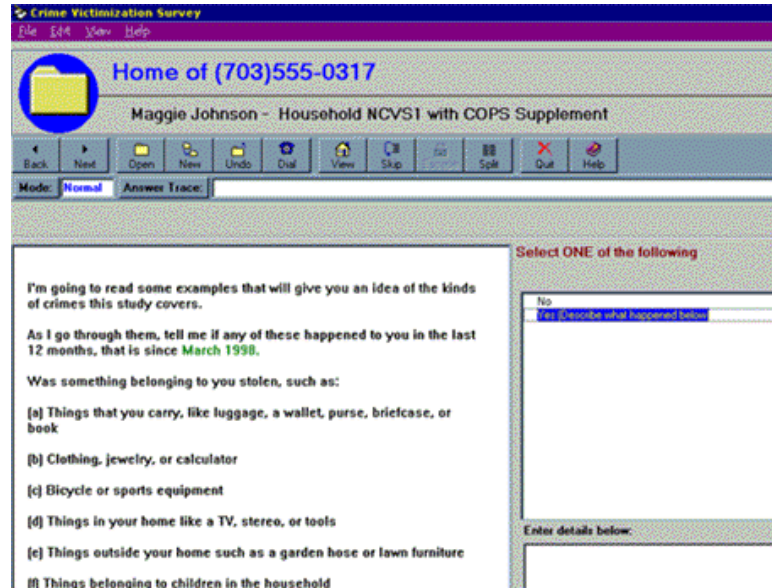 Crime Victimization Survey
File Edit View Help
Home of (703)555-0317
Maggie Johnson - Household NCVS1 with COPS Supplement
Back Next Open New Undo Dial View Skip Split Quit Help
Mode: Normal Answer Trace:
Select ONE of the following
I'm going to read some examples that will give you an idea of the kinds
of crimes this study covers.
As I go through them, tell me if any of these happened to you in the last
12 months, that is since March 1998.
Was something belonging to you stolen, such as:
(a) Things that you carry, like luggage, a wallet, purse, briefcase, or
book
(b) Clothing, jewelry, or calculator
(c) Bicycle or sports equipment
(d) Things in your home like a TV, stereo, or tools
(e) Things outside your home such as a garden hose or lawn furniture
(f) Things belonging to children in the household
No
Yes (Describe what happened below
Enter details below: